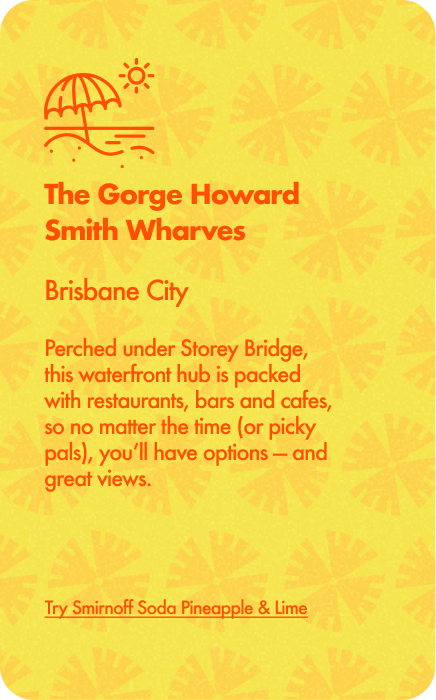 The Gorge Howard
Smith Wharves
Brisbane City
Perched under Storey Bridge,
this waterfront hub is packed
with restaurants, bars and cafes,
so no matter the time (or picky
pals), you’ll have options — and
great views.
Try Smirnoff Soda Pineapple & Lime